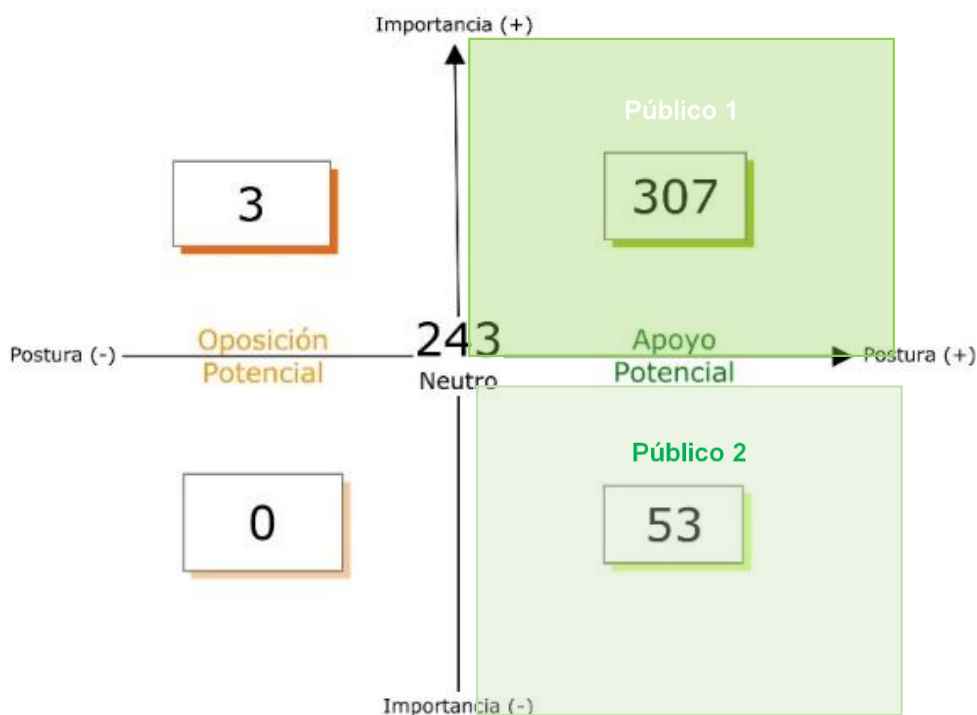 Importancia (+)
Público 1
3
307
Oposición
Potencial
243
Neutro
Apoyo
Potencial
Postura (-)
Postura (+)
Público 2
0
53
Importancia (-)